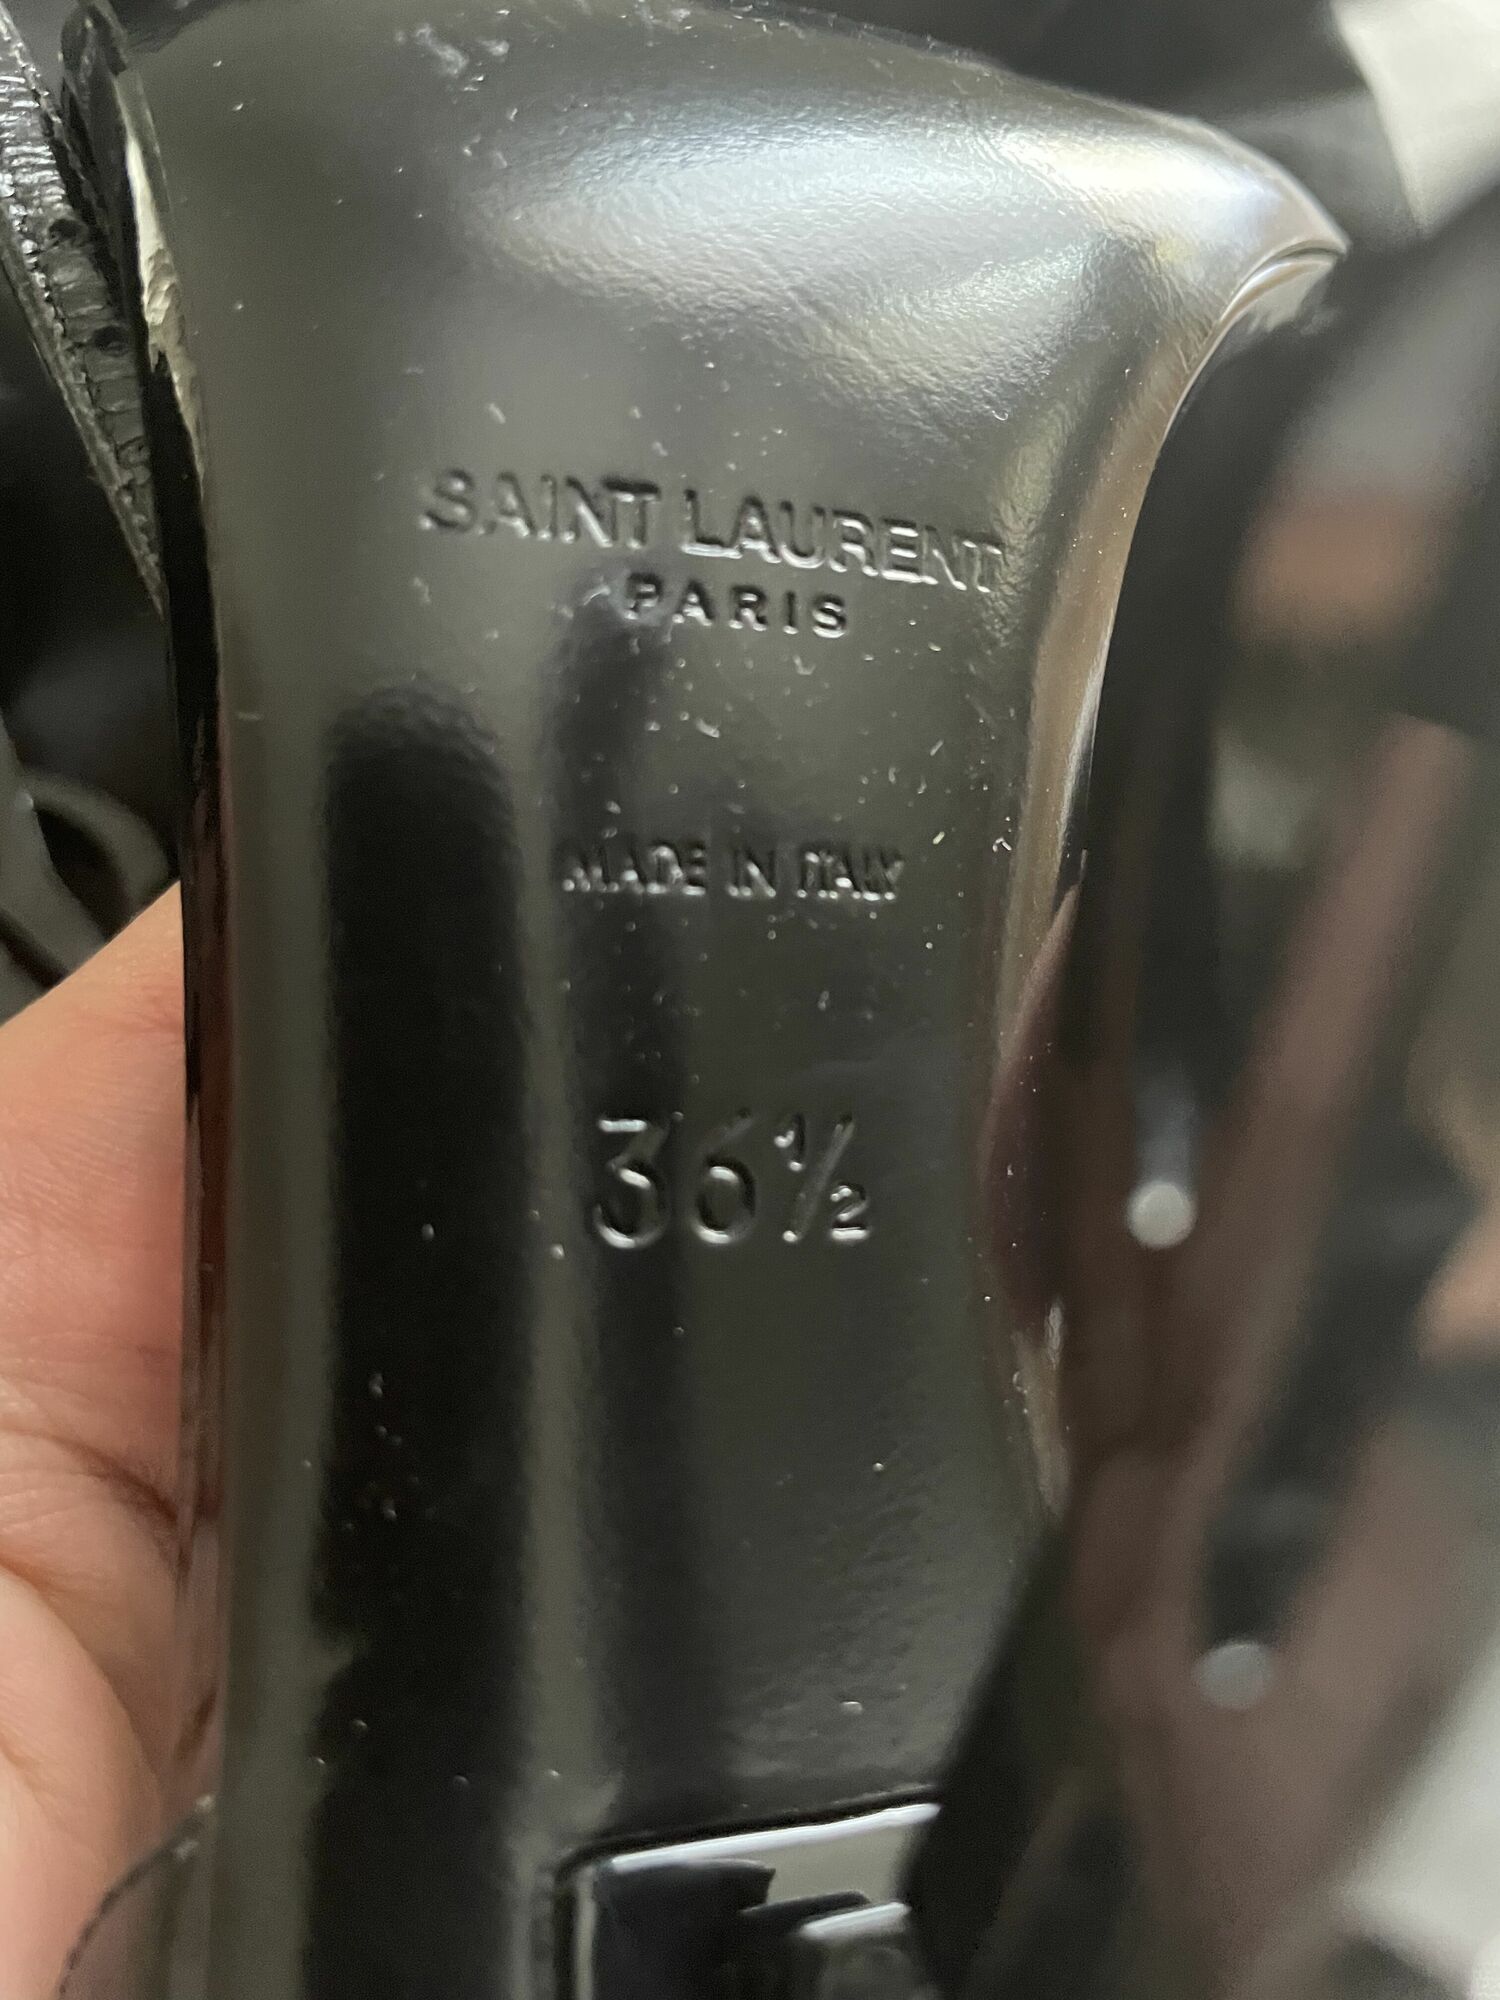 SAINT LAURENT
PARIS
MADE IN ITALY
36½